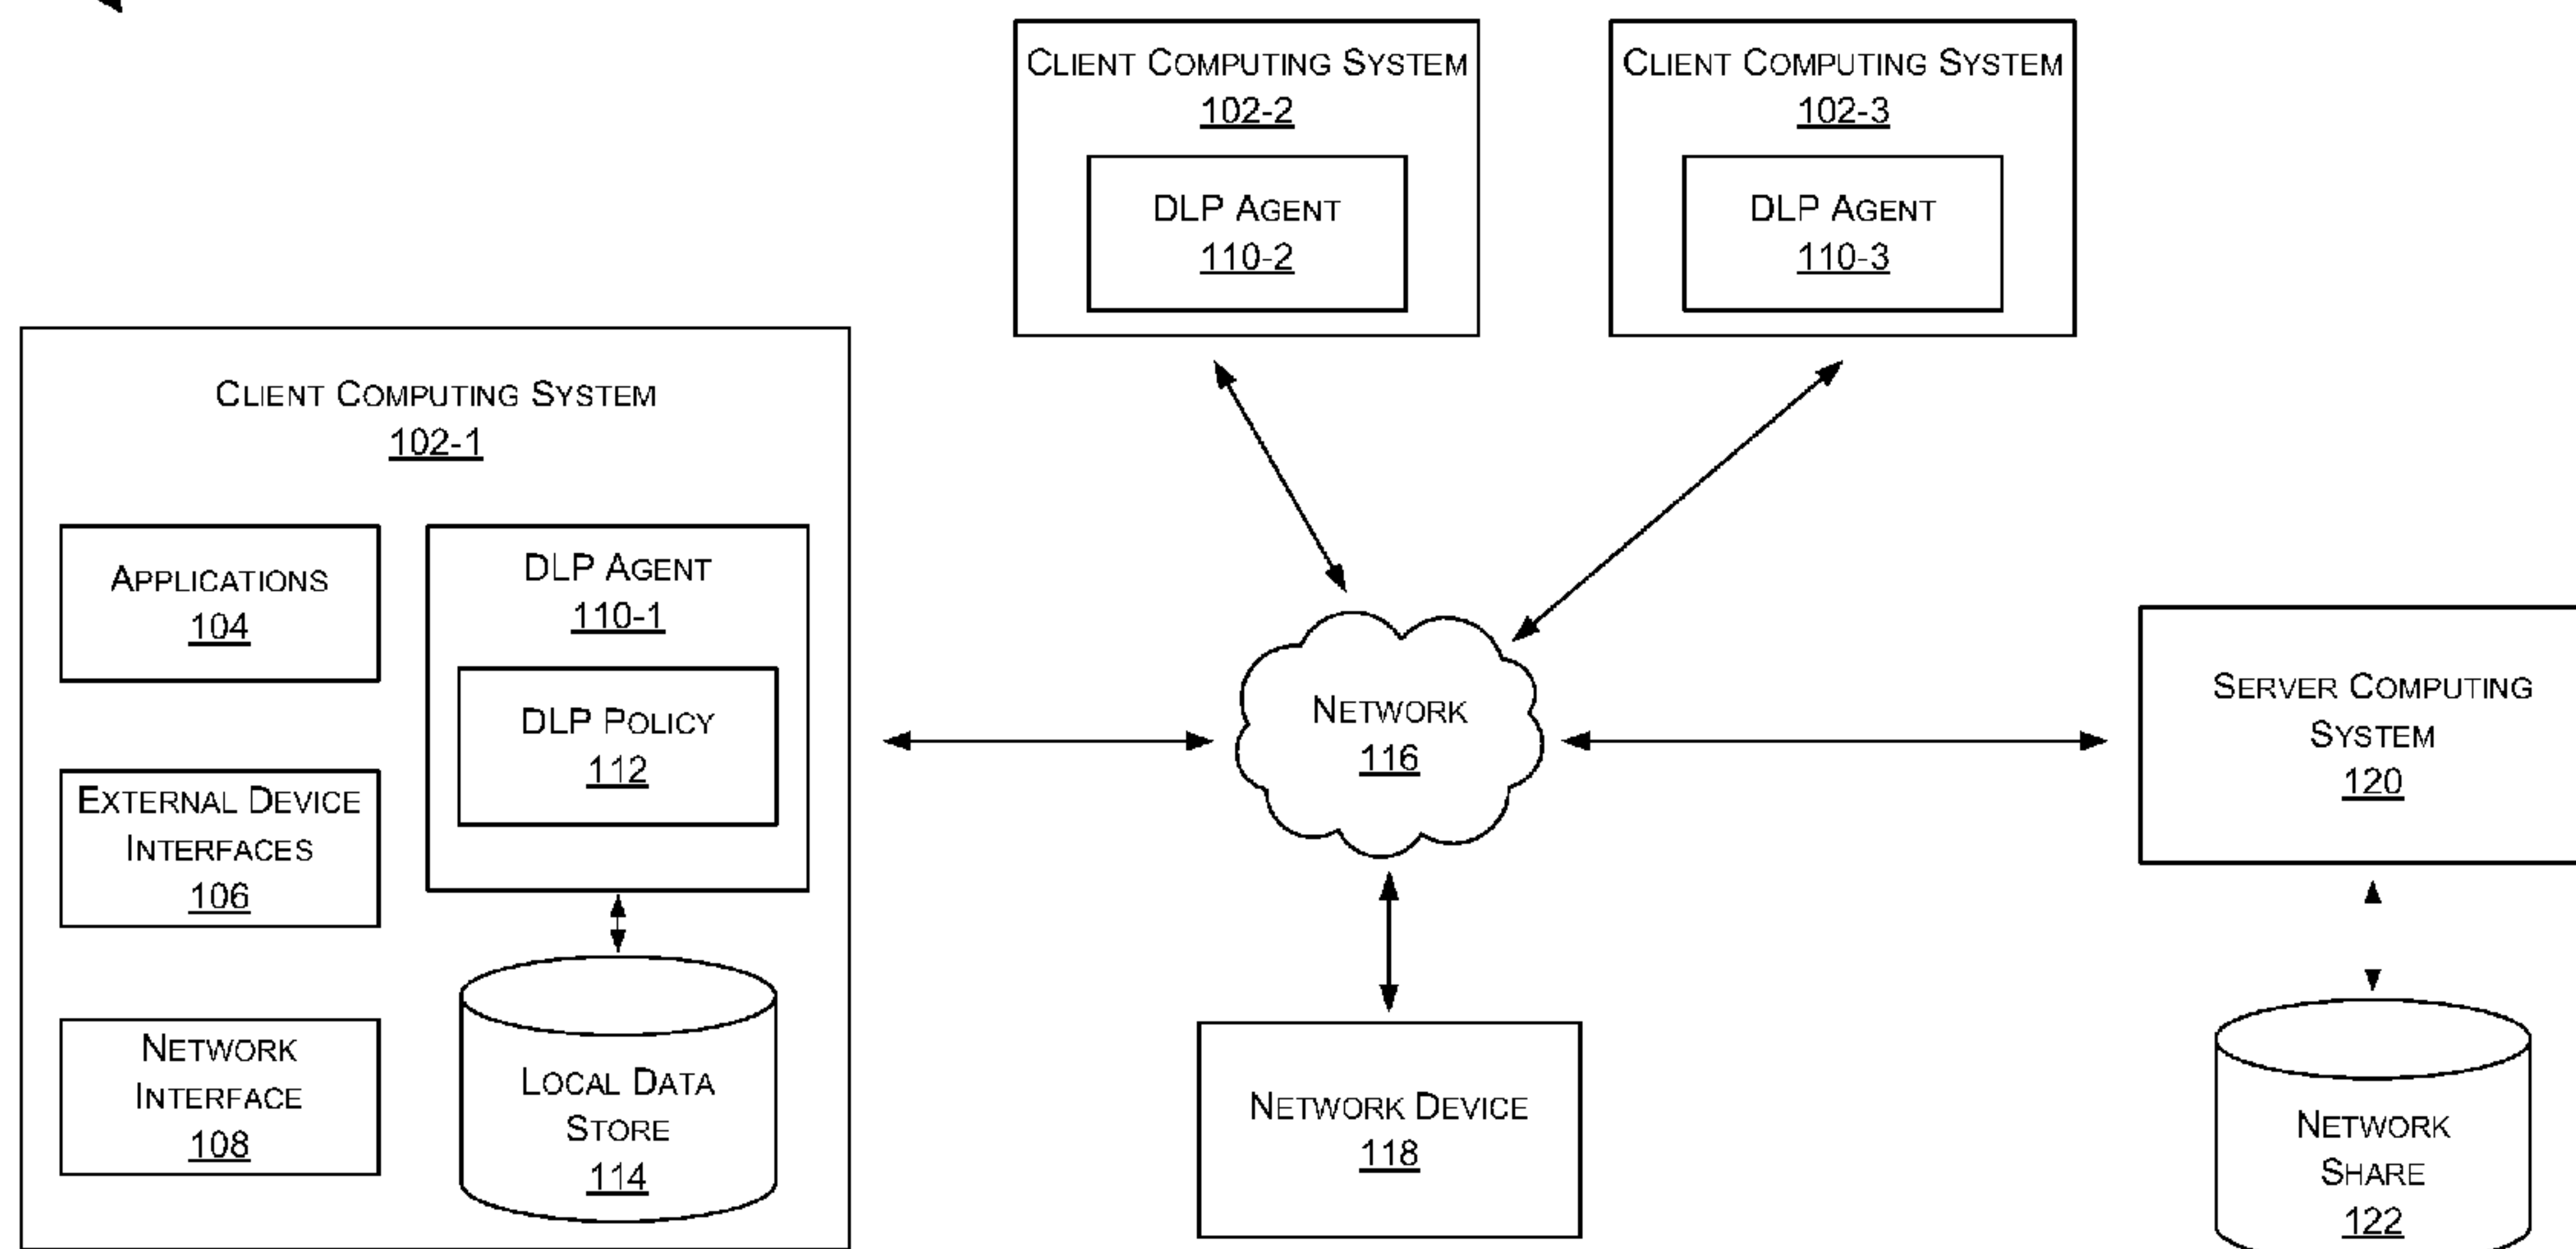 CLIENT COMPUTING SYSTEM
102-2
DLP AGENT
110-2
CLIENT COMPUTING SYSTEM
102-3
DLP AGENT
110-3
CLIENT COMPUTING SYSTEM
102-1
APPLICATIONS
104
EXTERNAL DEVICE
INTERFACES
106
NETWORK
INTERFACE
108
DLP AGENT
110-1
DLP POLICY
112
LOCAL DATA
STORE
114
NETWORK
116
NETWORK DEVICE
118
SERVER COMPUTING
SYSTEM
120
NETWORK
SHARE
122